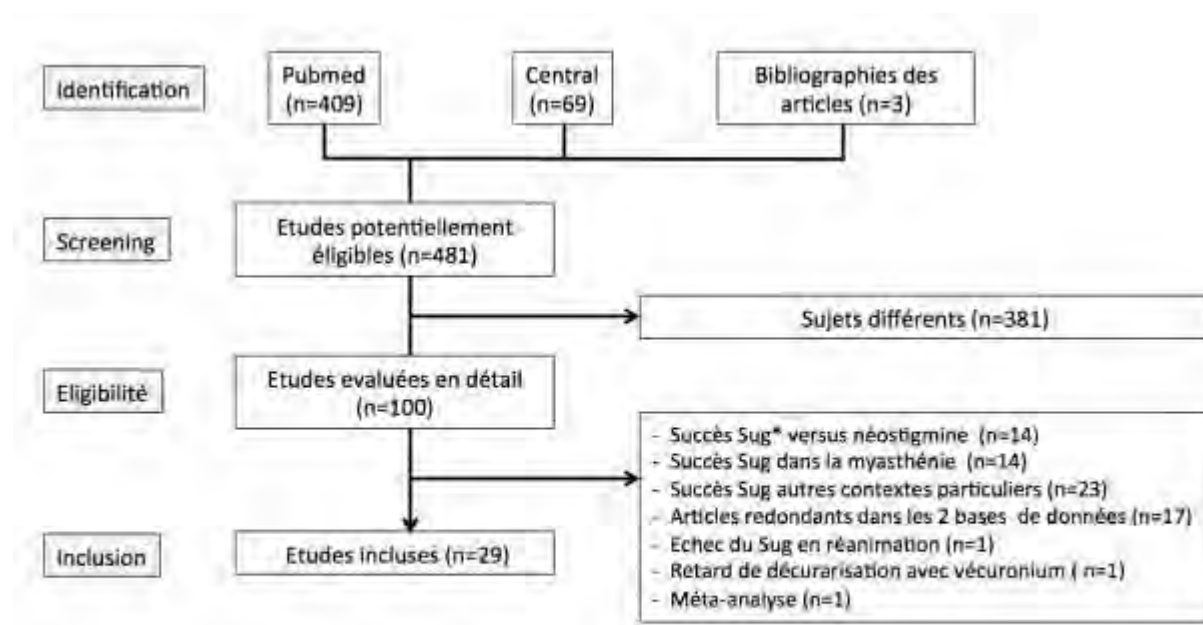 Identification
Pubmed
(n=409)
Central
(n=69)
Bibliographies des
articles (n=3)
Screening
Etudes potentiellement
éligibles (n=481)
Sujets différents (n=381)
Eligibilité
Etudes evaluées en détail
(n=100)
- Succès Sug* versus néostigmine (n=14)
- Succès Sug dans la myasthénie (n=14)
- Succès Sug autres contextes particuliers (n=23)
- Articles redondants dans les 2 bases de données (n=17)
- Echec du Sug en réanimation (n=1)
- Retard de décurarisation avec vécuronium ( n=1)
- Méta-analyse (n=1)
Inclusion
Etudes incluses (n=29)